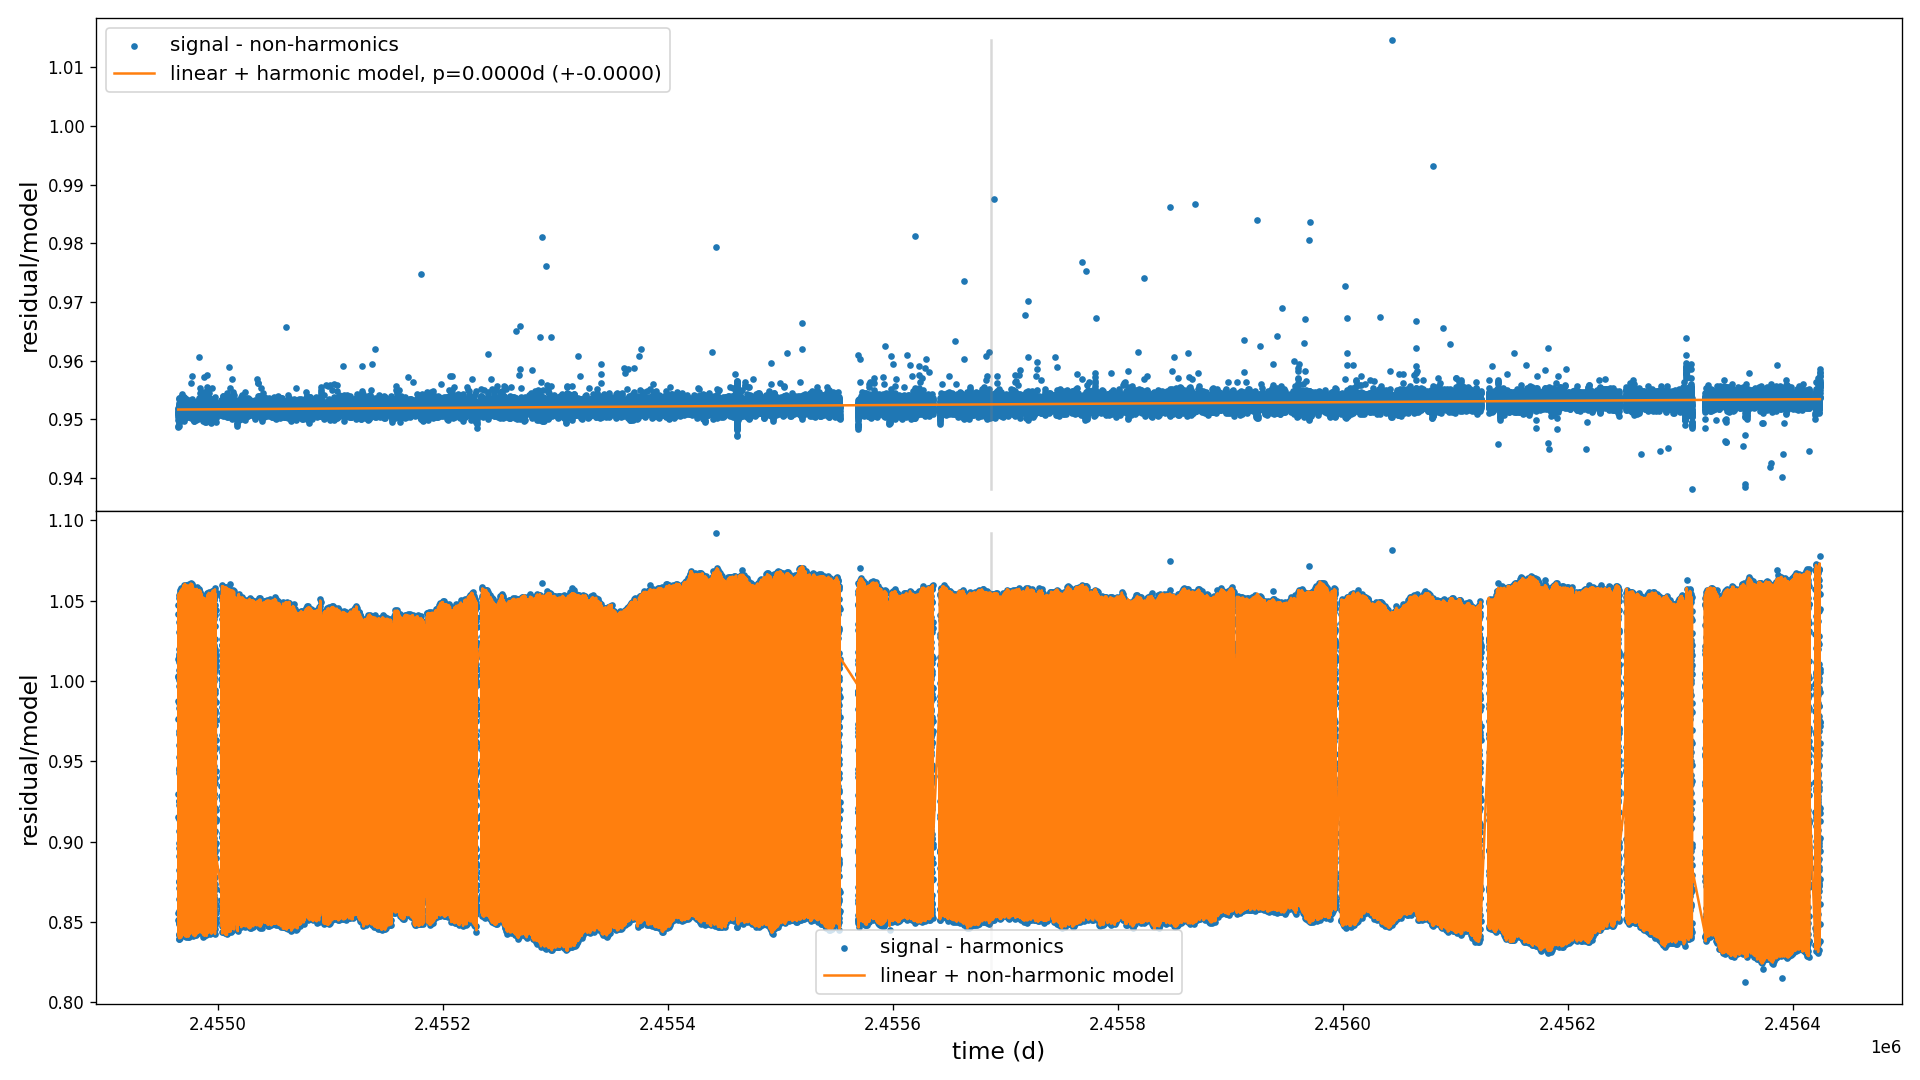 signal - non-harmonics
linear + harmonic model, p=0.0000d (+-0.0000)
residual/model
1.01
1.00
0.99
0.98
0.97
0.96
0.95
0.94
residual/model
1.10
1.05
1.00
0.95
0.90
0.85
0.80
signal - harmonics
linear + non-harmonic model
2.4550
2.4552
2.4554
2.4556
2.4558
2.4560
2.4562
2.4564
time (d)
1e6